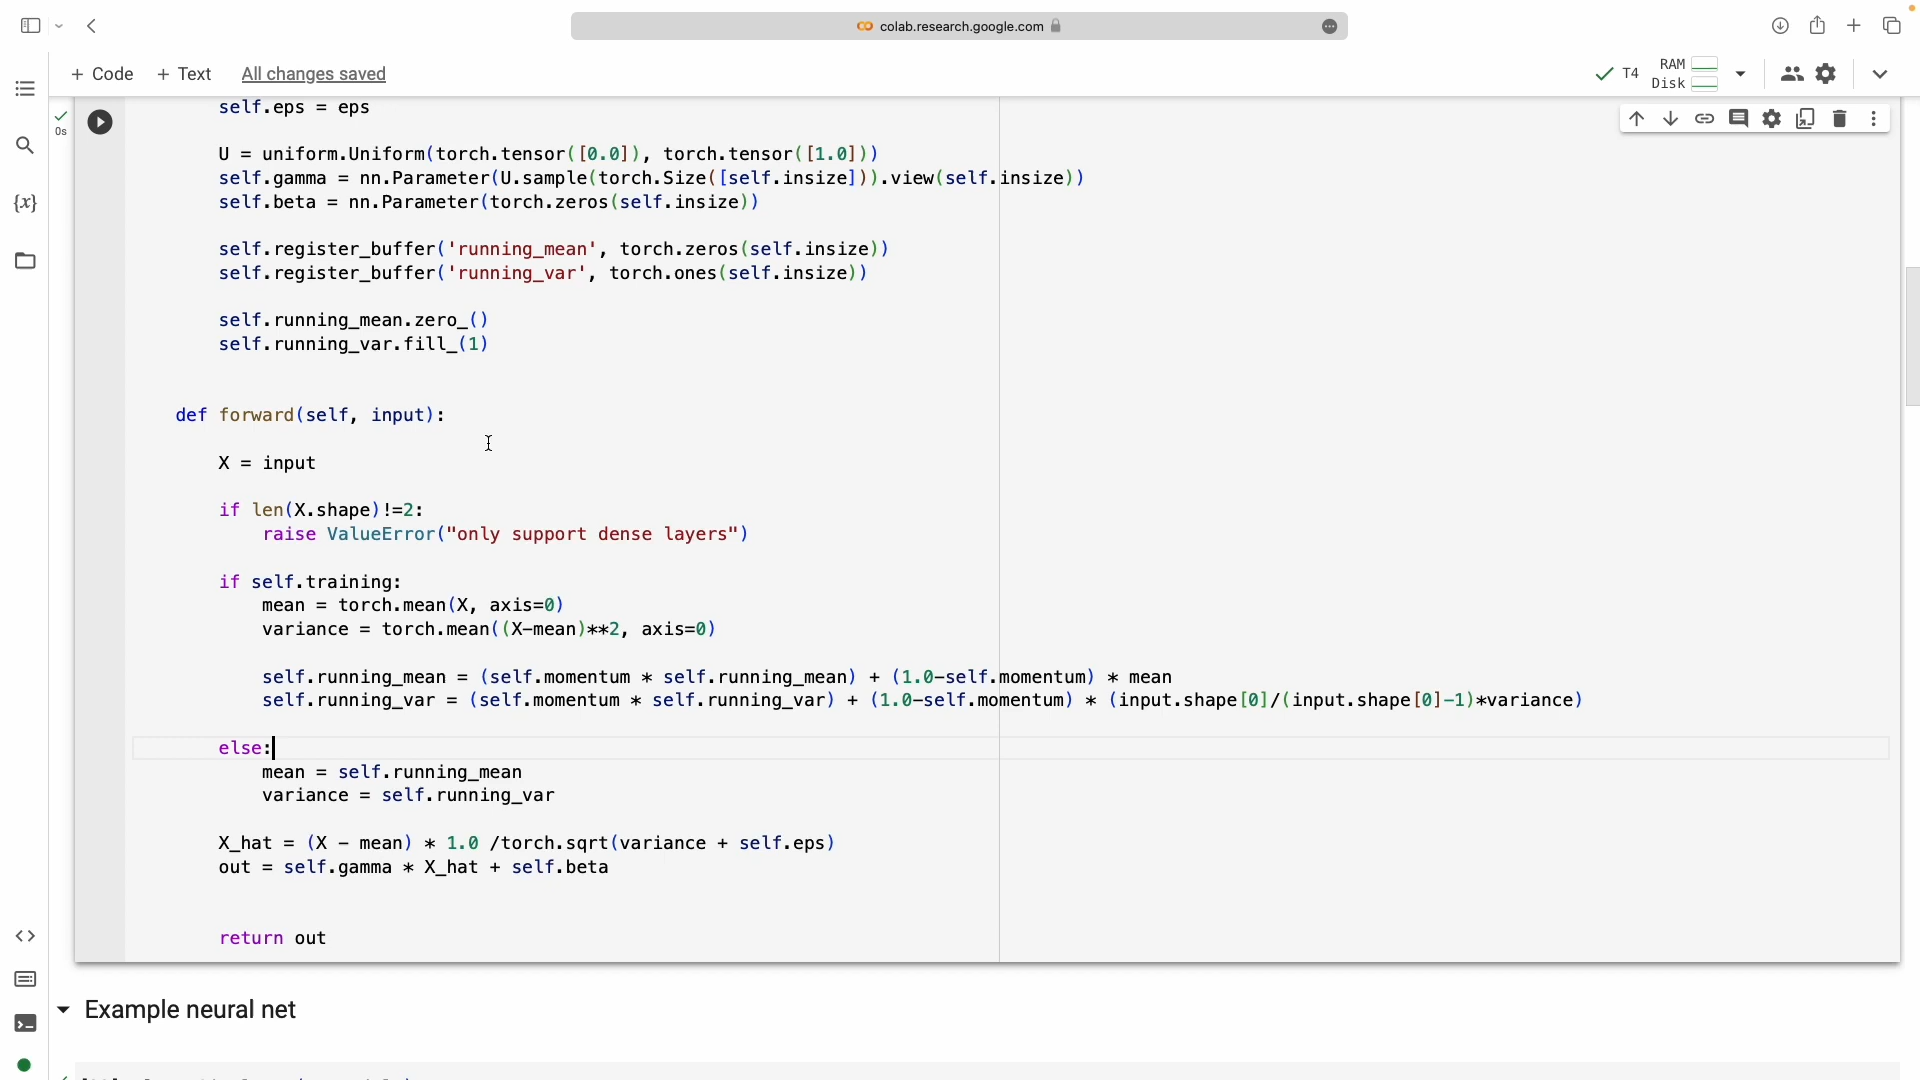 colab.research.google.com
+ Code + Text All changes saved
T4 RAM
Disk
0s
{x}
self.eps = eps
U = uniform.Uniform(torch.tensor([0.0]), torch.tensor([1.0]))
self.gamma = nn.Parameter(U.sample(torch.Size([self.insize])).view(self.insize))
self.beta = nn.Parameter(torch.zeros(self.insize))
self.register_buffer('running_mean', torch.zeros(self.insize))
self.register_buffer('running_var', torch.ones(self.insize))
self.running_mean.zero_()
self.running_var.fill_(1)
def forward(self, input):
X = input
if len(X.shape)!=2:
raise ValueError("only support dense layers")
if self.training:
mean = torch.mean(X, axis=0)
variance = torch.mean((X-mean)**2, axis=0)
self.running_mean = (self.momentum * self.running_mean) + (1.0-self.momentum) * mean
self.running_var = (self.momentum * self.running_var) + (1.0-self.momentum) * (input.shape[0]/(input.shape[0]-1)*variance)
else:
mean = self.running_mean
variance = self.running_var
X_hat = (X - mean) * 1.0 /torch.sqrt(variance + self.eps)
out = self.gamma * X_hat + self.beta
return out
Example neural net